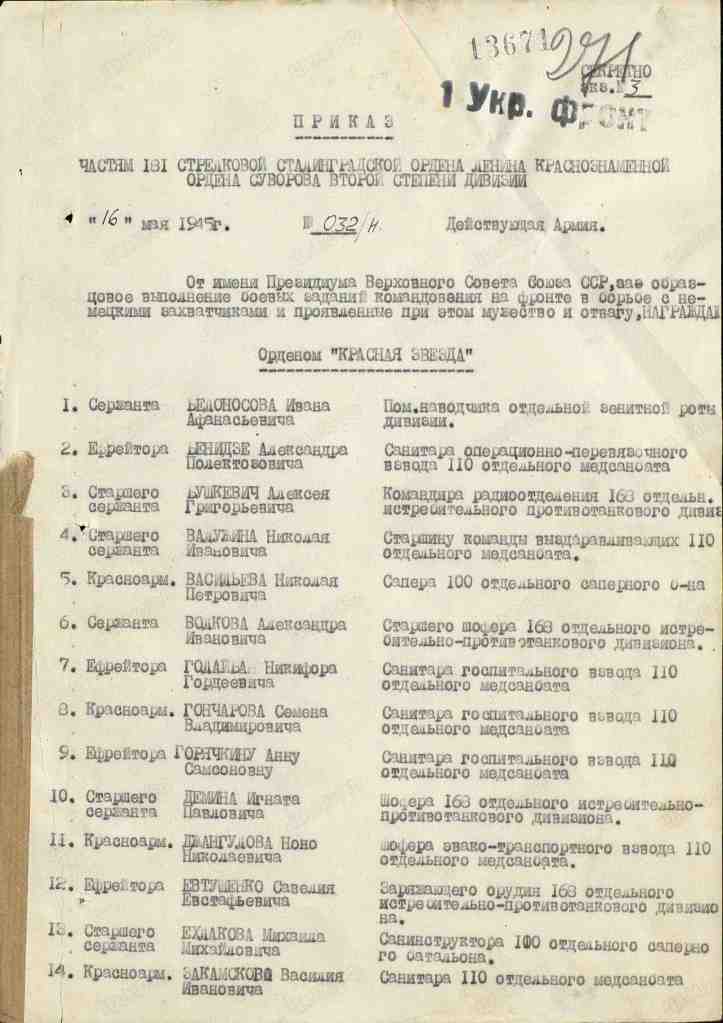 13671
271
СЕКРЕТНО
экз.№ 3
1 Укр. ФРОНТ
ПРИКАЗ
ЧАСТЯМ 181 СТРЕЛКОВОЙ СТАЛИНГРАДСКОЙ ОРДЕНА ЛЕНИНА КРАСНОЗНАМЕННОЙ
ОРДЕНА СУВОРОВА ВТОРОЙ СТЕПЕНИ ДИВИЗИИ
"16" мая 1945г. № 032/н. Действующая Армия.
От имени Президиума Верховного Совета Союза ССР,зае образ-
цовое выполнение боевых заданий командования на фронте в борьбе с не-
мецкими захватчиками и проявленные при этом мужество и отвагу,НАГРАЖДАЮ
Орденом "КРАСНАЯ ЗВЕЗДА"
1. Сержанта БЕЛОНОСОВА Ивана Пом.наводчика отдельной зенитной роты
Афанасьевича дивизии.
2. Ефрейтора БЕНИДЗЕ Александра Санитара операционно-перевязочного
Полектозовича взвода 110 отдельного медсанбата
3. Старшего БУШКЕВИЧ Алексея Командира радиоотделения 168 отдельн.
сержанта Григорьевича истребительного противотанкового дивиз
4. Старшего ВАЛУЖИНА Николая Старшину команды выздаравливающих 110
сержанта Ивановича отдельного медсанбата.
5. Красноарм. ВАСИЛЬЕВА Николая Сапера 100 отдельного саперного б-на
Петровича
6. Сержанта ВОЛКОВА Александра Старшего шофера 168 отдельного истре-
Ивановича бительно-противотанкового дивизиона.
7. Ефрейтора Никифора Санитара госпитального взвода 110
Гордеевича отдельного медсанбата
8. Красноарм. ГОНЧАРОВА Семена Санитара госпитального взвода 110
Владимировича отдельного медсанбата
9. Ефрейтора ГОРЯЧКИНУ Анну Санитара госпитального взвода 110
Самсоновну отдельного медсанбата
10. Старшего ДЕМИНА Игната Шофера 168 отдельного истребительно-
сержанта Павловича противотанкового дивизиона.
11. Красноарм. ДЖАНГУЛОВА Ноно Шофера эвако-транспортного взвода 110
Николаевича отдельного медсанбата.
12. Ефрейтора ЕВТУШЕНКО Савелия Заряжающего орудия 168 отдельного
Евстафьевича истребительно-противотанкового дивизио
на.
13. Старшего ЕХЛАКОВА Михаила Санинструктора 100 отдельного саперно
сержанта Михайловича го батальона.
14. Красноарм. ЗАКАМСКОГО Василия Санитара 110 отдельного медсанбата
Ивановича